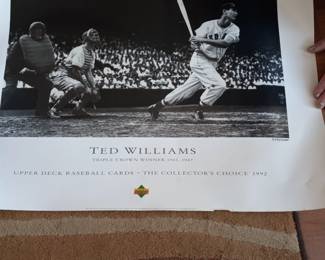 TED WILLIAMS
TRIPLE CROWN WINNER 1942, 1947
UPPER DECK BASEBALL CARDS - THE COLLECTOR'S CHOICE 1992